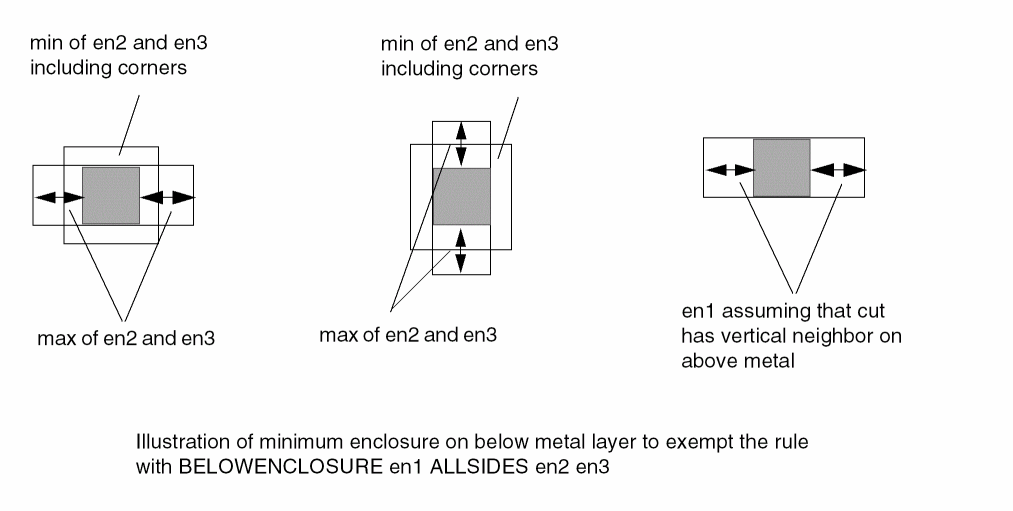 min of en2 and en3
including corners
min of en2 and en3
including corners
max of en2 and en3
max of en2 and en3
en1 assuming that cut
has vertical neighbor on
above metal
Illustration of minimum enclosure on below metal layer to exempt the rule
with BELOWENCLOSURE en1 ALLSIDES en2 en3